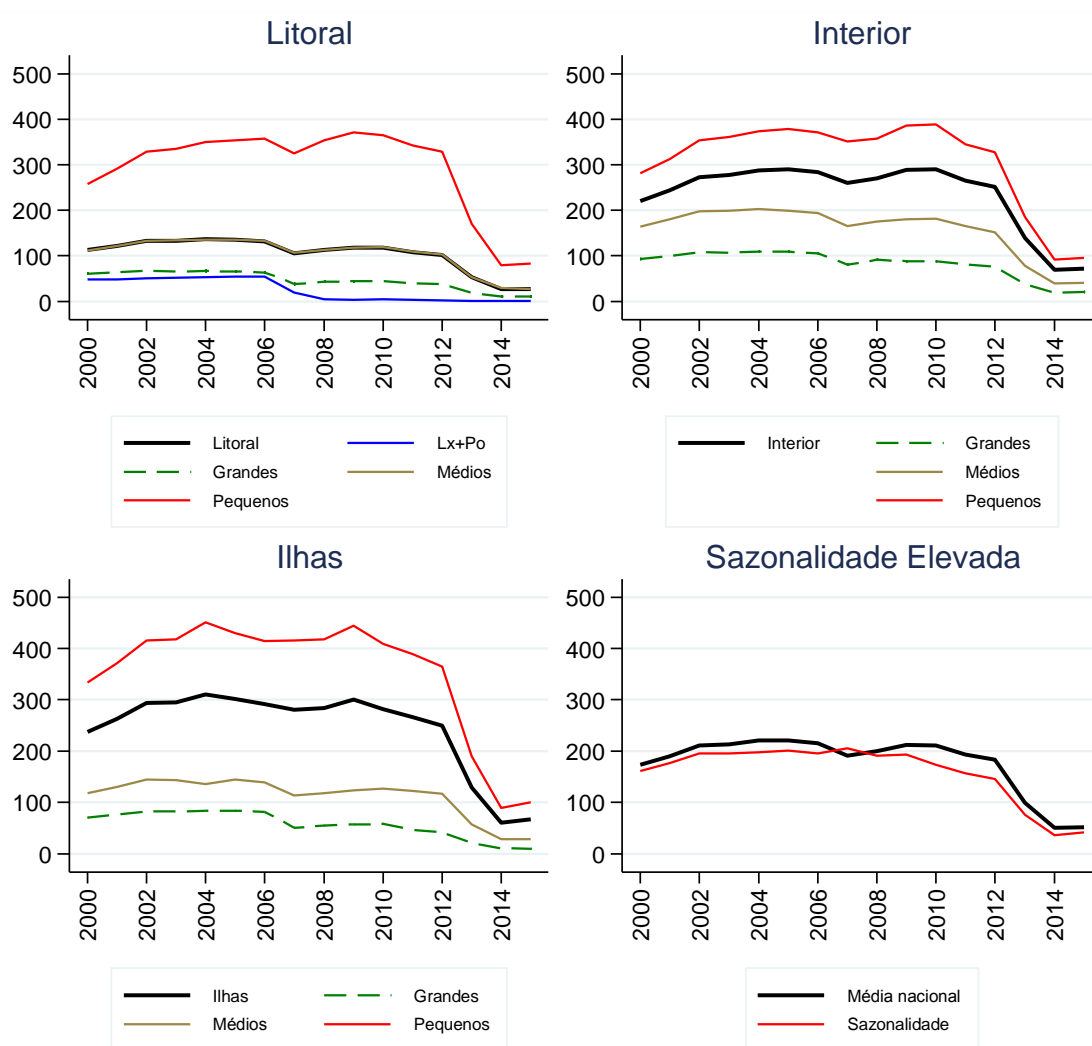 Litoral
500
400
300
200
100
0
2000
2002
2004
2006
2008
2010
2012
2014
Litoral
Lx+Po
Grandes
Médios
Pequenos
Interior
500
400
300
200
100
0
2000
2002
2004
2006
2008
2010
2012
2014
Interior
Grandes
Médios
Pequenos
Ilhas
500
400
300
200
100
0
2000
2002
2004
2006
2008
2010
2012
2014
Ilhas
Grandes
Médios
Pequenos
Sazonalidade Elevada
500
400
300
200
100
0
2000
2002
2004
2006
2008
2010
2012
2014
Média nacional
Sazonalidade